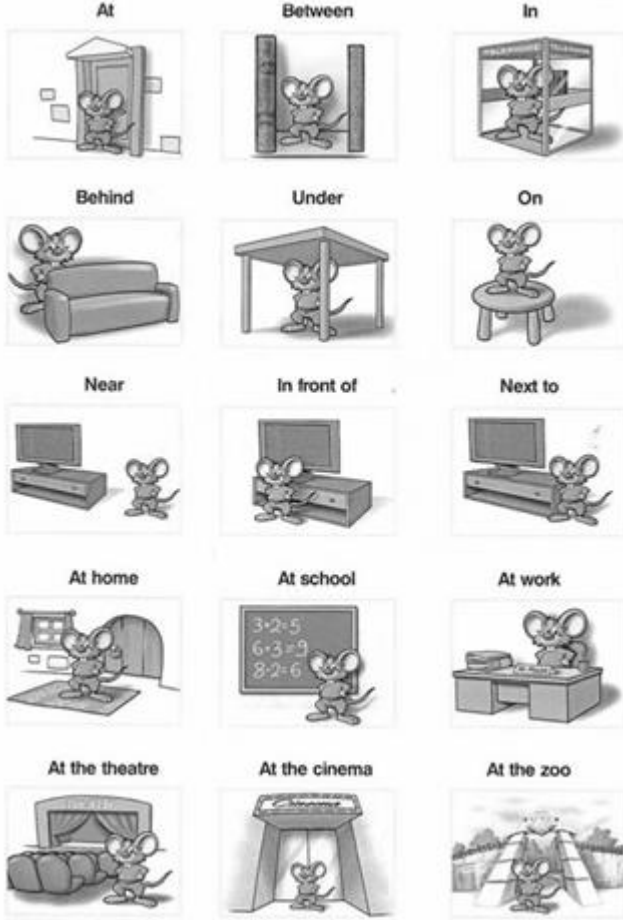 At
Between
In
Behind
Under
On
Near
In front of
Next to
At home
At school
At work
3+2=5
6+3=9
8-2=6
At the theatre
At the cinema
At the zoo
Cinema